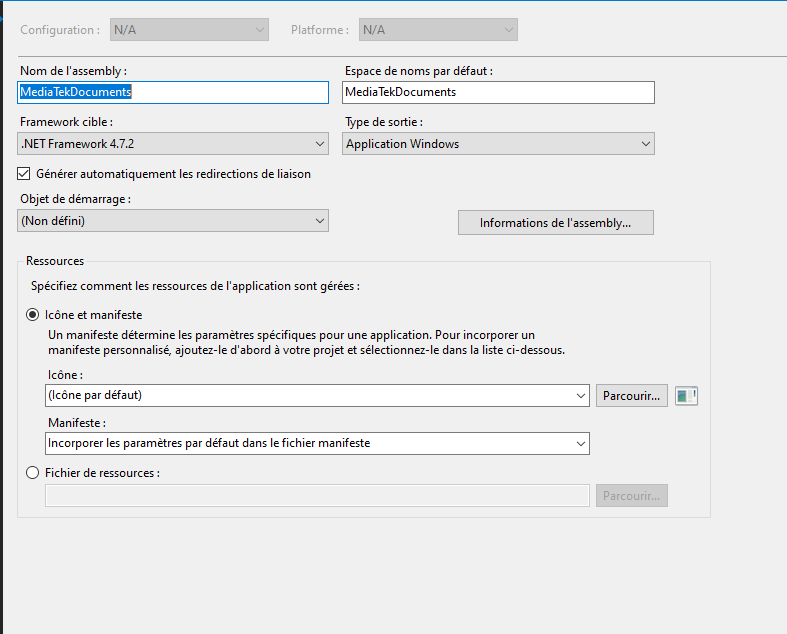 Configuration : N/A Platforme : N/A
Nom de l'assembly : Espace de noms par défaut :
MediaTekDocuments MediaTekDocuments
Framework cible : Type de sortie :
.NET Framework 4.7.2 Application Windows
Générer automatiquement les redirections de liaison
Objet de démarrage :
(Non défini) Informations de l'assembly...
Ressources
Spécifiez comment les ressources de l'application sont gérées :
Icône et manifeste
Un manifeste détermine les paramètres spécifiques pour une application. Pour incorporer un
manifeste personnalisé, ajoutez-le d'abord à votre projet et sélectionnez-le dans la liste ci-dessous.
Icône :
(Icône par défaut) Parcourir...
Manifeste :
Incorporer les paramètres par défaut dans le fichier manifeste
Fichier de ressources :
Parcourir...